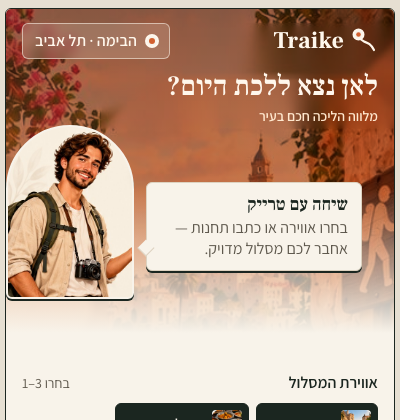 Traike
הבימה · תל אביב
לאן נצא ללכת היום?
מלווה הליכה חכם בעיר
שיחה עם טרייק
בחרו אווירה או כתבו תחנות —
אחבר לכם מסלול מדויק.
אווירת המסלול
בחרו 1–3